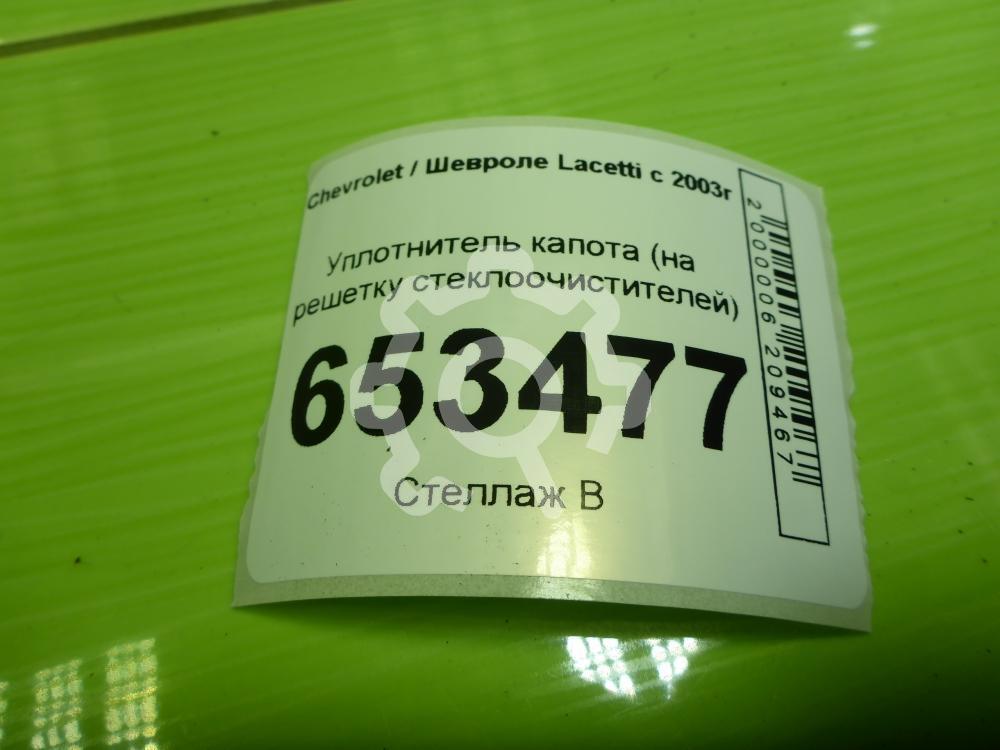 Chevrolet / Шевроле Lacetti с 2003г
Уплотнитель капота (на
решетку стеклоочистителей)
653477
Стеллаж В
2000006209467